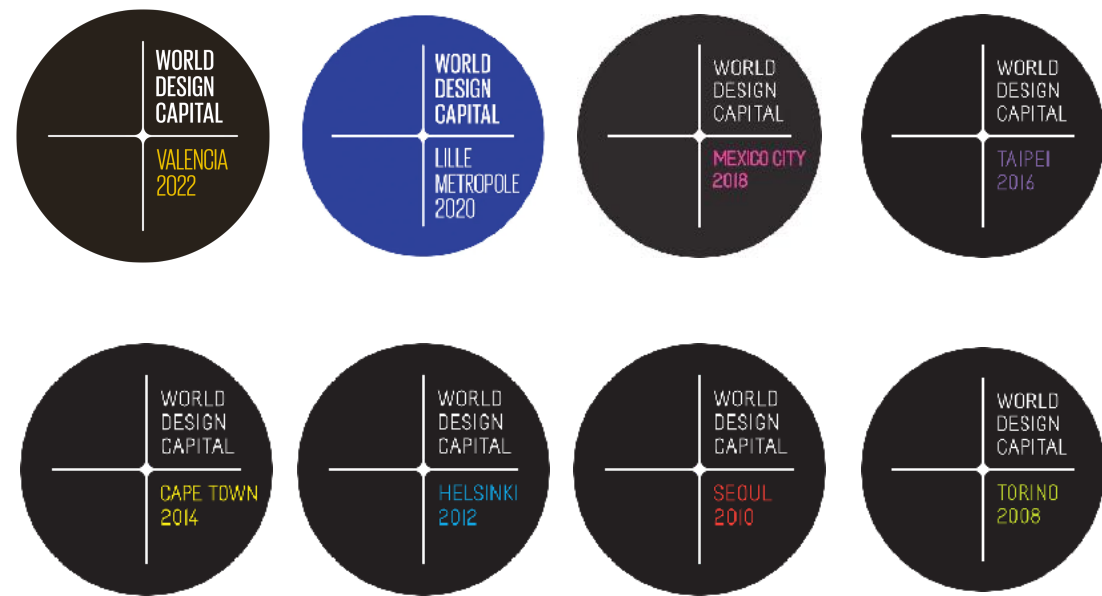 WORLD
DESIGN
CAPITAL
VALENCIA
2022
WORLD
DESIGN
CAPITAL
LILLE
METROPOLE
2020
WORLD
DESIGN
CAPITAL
MEXICO CITY
2018
WORLD
DESIGN
CAPITAL
TAIPEI
2016
WORLD
DESIGN
CAPITAL
CAPE TOWN
2014
WORLD
DESIGN
CAPITAL
HELSINKI
2012
WORLD
DESIGN
CAPITAL
SEOUL
2010
WORLD
DESIGN
CAPITAL
TORINO
2008